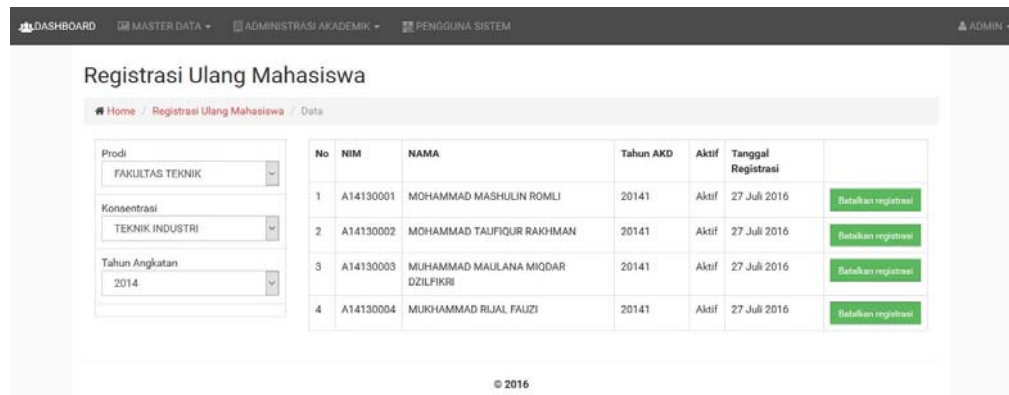 DASHBOARD MASTER DATA ADMINISTRASI AKADEMIK PENGGUNA SISTEM ADMIN
Registrasi Ulang Mahasiswa
Home / Registrasi Ulang Mahasiswa / Data
Prodi
FAKULTAS TEKNIK
Konsentrasi
TEKNIK INDUSTRI
Tahun Angkatan
2014
No NIM NAMA Tahun AKD Aktif Tanggal
Registrasi
1 A14130001 MOHAMMAD MASHULIN ROMLI 20141 Aktif 27 Juli 2016 Batalkan registrasi
2 A14130002 MOHAMMAD TAUFIQUR RAKHMAN 20141 Aktif 27 Juli 2016 Batalkan registrasi
3 A14130003 MUHAMMAD MAULANA MIQDAR 20141 Aktif 27 Juli 2016 Batalkan registrasi
DZILFIKRI
4 A14130004 MUKHAMMAD RIJAL FAUZI 20141 Aktif 27 Juli 2016 Batalkan registrasi
© 2016